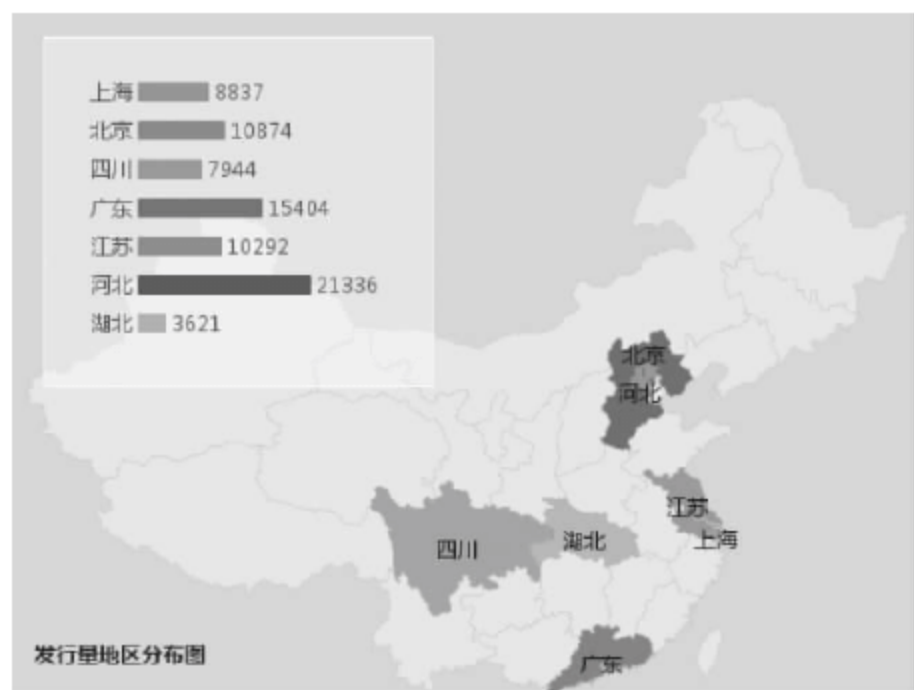 上海 8837
北京 10874
四川 7944
广东 15404
江苏 10292
河北 21336
湖北 3621
北京
河北
江苏
上海
四川
湖北
广东
发行量地区分布图